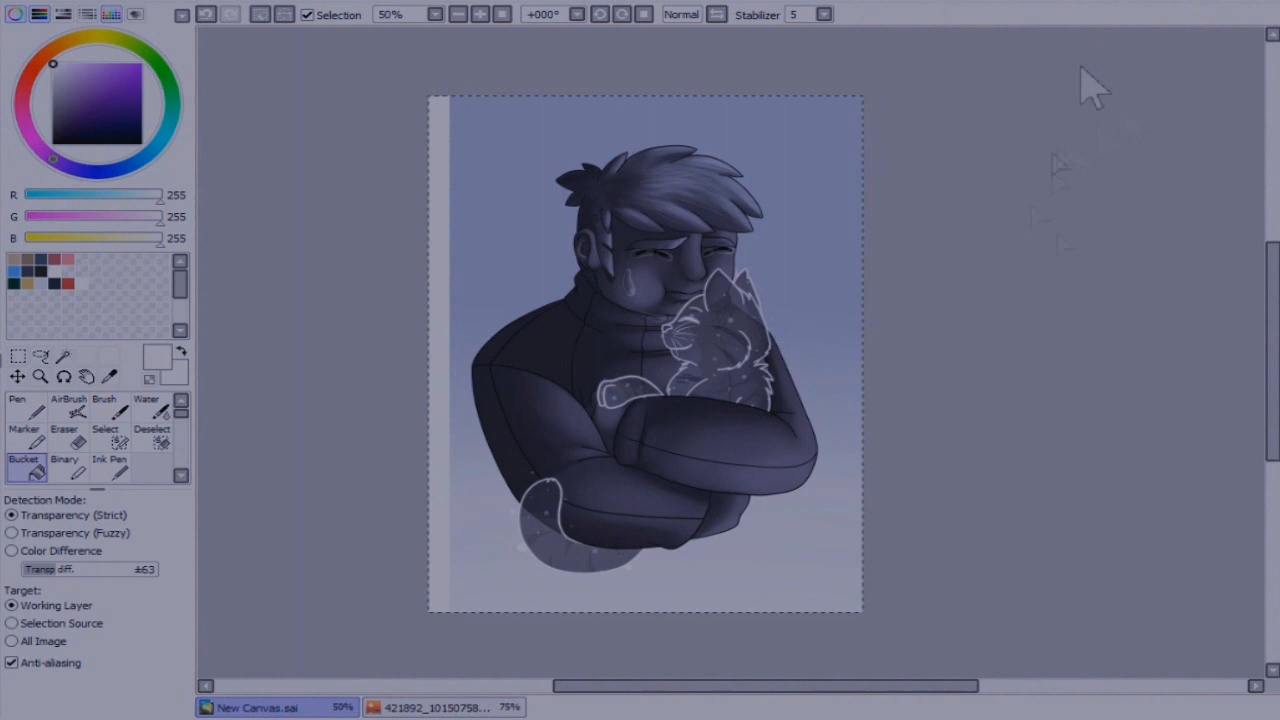 Selection 50% +000° Normal Stabilizer 5
R 255
G 255
B 255
Pen AirBrush Brush Water
Marker Eraser Select Deselect
Bucket Binary Ink Pen
Detection Mode:
Transparency (Strict)
Transparency (Fuzzy)
Color Difference
Transp diff. ±63
Target:
Working Layer
Selection Source
All Image
Anti-aliasing
New Canvas.sai 50% 421892_10150758... 75%